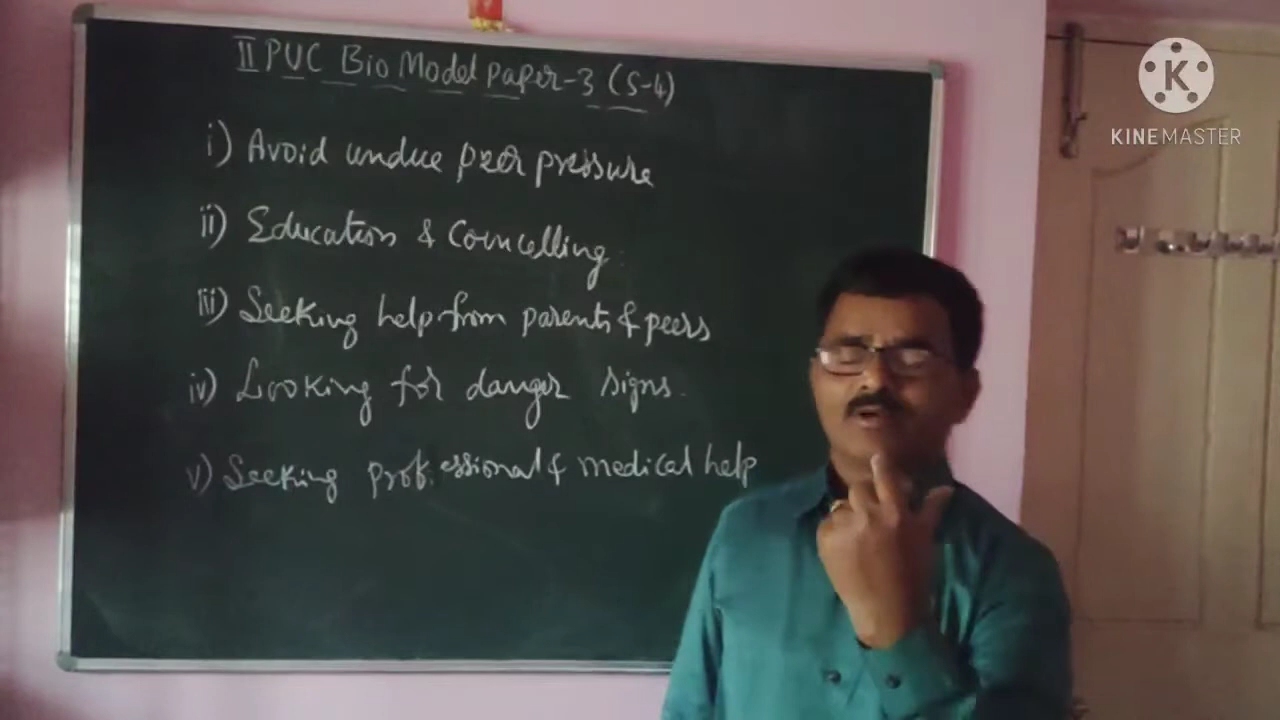 II PUC Bio Model Paper-3 (S-4)
i) Avoid undue peer pressure
ii) Education & Councelling
iii) Seeking help from parents & peers
iv) Looking for danger signs.
v) Seeking professional & medical help
K
KINEMASTER